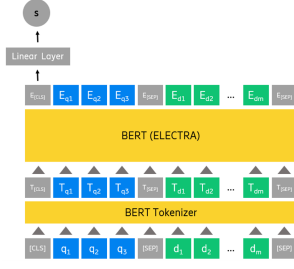 s
Linear Layer
E[CLS] Eq1 Eq2 Eq3 E[SEP] Ed1 Ed2 ... Edm E[SEP]
BERT (ELECTRA)
T[CLS] Tq1 Tq2 Tq3 T[SEP] Td1 Td2 ... Tdm T[SEP]
BERT Tokenizer
[CLS] q1 q2 q3 [SEP] d1 d2 ... dm [SEP]